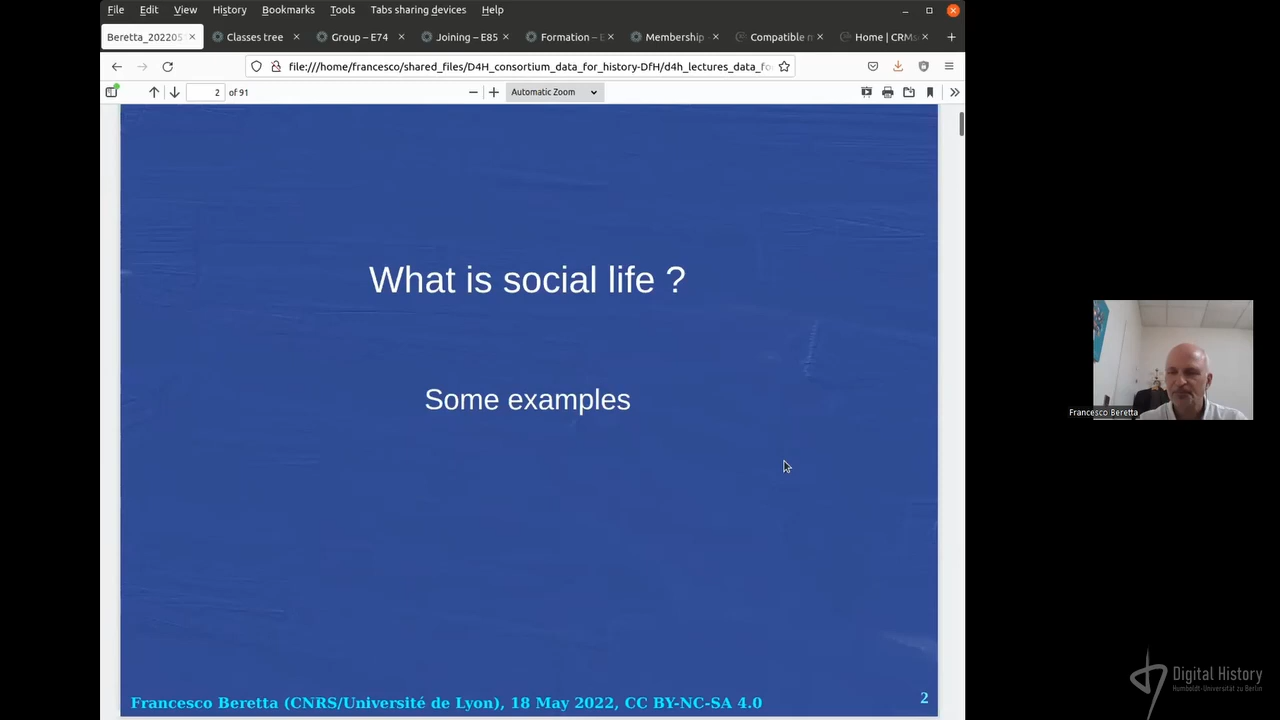 File Edit View History Bookmarks Tools Tabs sharing devices Help
Beretta_202205 Classes tree Group – E74 Joining – E85 Formation – E Membership - Compatible m Home | CRMs
file:///home/francesco/shared_files/D4H_consortium_data_for_history-DfH/d4h_lectures_data_fo
2 of 91 Automatic Zoom
What is social life ?
Some examples
Francesco Beretta
Francesco Beretta (CNRS/Université de Lyon), 18 May 2022, CC BY-NC-SA 4.0 2
Digital History
Humboldt-Universität zu Berlin